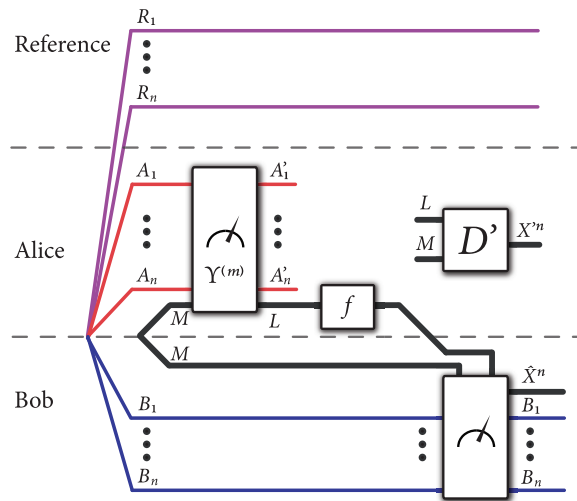 R₁
Reference
Rₙ
A₁ A'₁
L
M D' X'ⁿ
Alice
Υ⁽ᵐ⁾
Aₙ A'ₙ
M L f
M
X̂ⁿ
Bob
B₁ B₁
Bₙ Bₙ